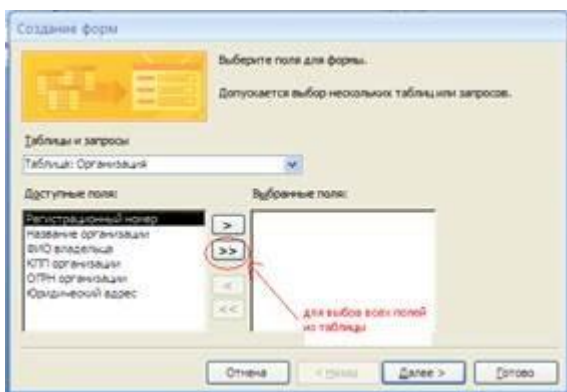 Создание форм
Выберите поля для формы.
Допускается выбор нескольких таблиц или запросов.
Таблицы и запросы
Таблица: Организация
Доступные поля:
Выбранные поля:
Регистрационный номер
Название организации
ФИО владельца
КПП организации
ОГРН организации
Юридический адрес
>
>>
<
<<
для выбов всех полей
из таблицы
Отмена
< Назад
Далее >
Готово